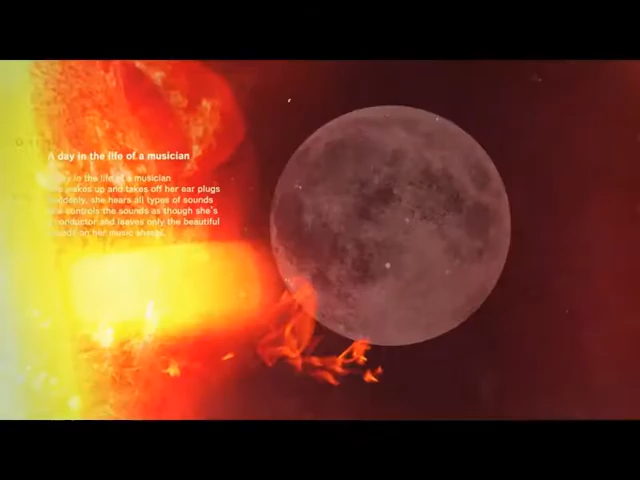 A day in the life of a musician
day in the life of a musician
wakes up and takes off her ear plugs
Suddenly, she hears all types of sounds
controls the sounds as though she's
conductor and leaves only the beautiful
on her music sheet.